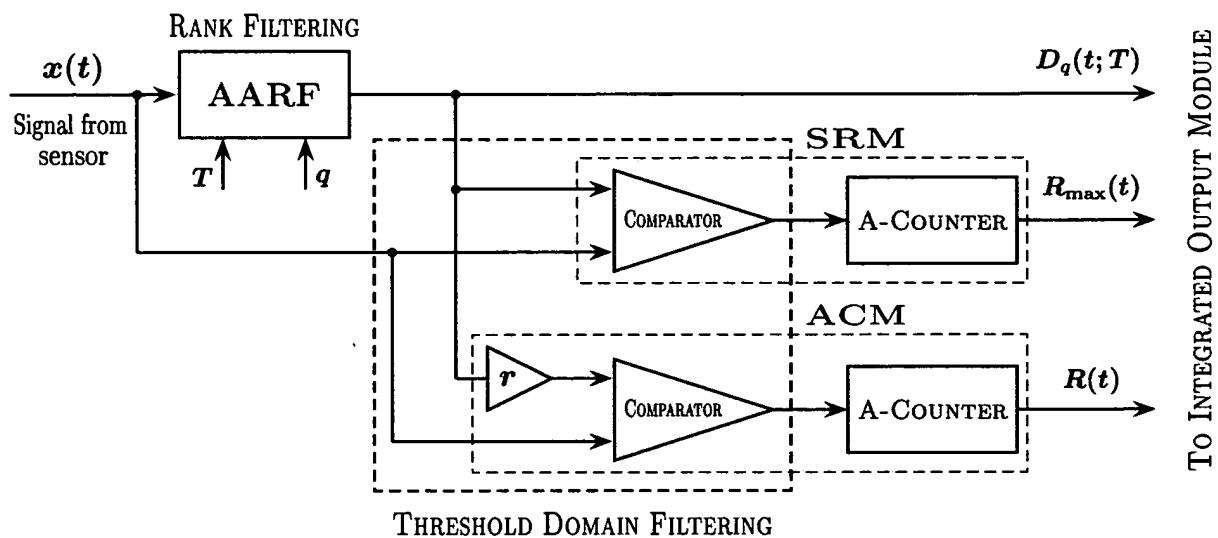 RANK FILTERING
x(t)
AARF
Signal from
sensor
T
q
D_q(t;T)
SRM
COMPARATOR
A-COUNTER
R_max(t)
ACM
r
COMPARATOR
A-COUNTER
R(t)
THRESHOLD DOMAIN FILTERING
TO INTEGRATED OUTPUT MODULE